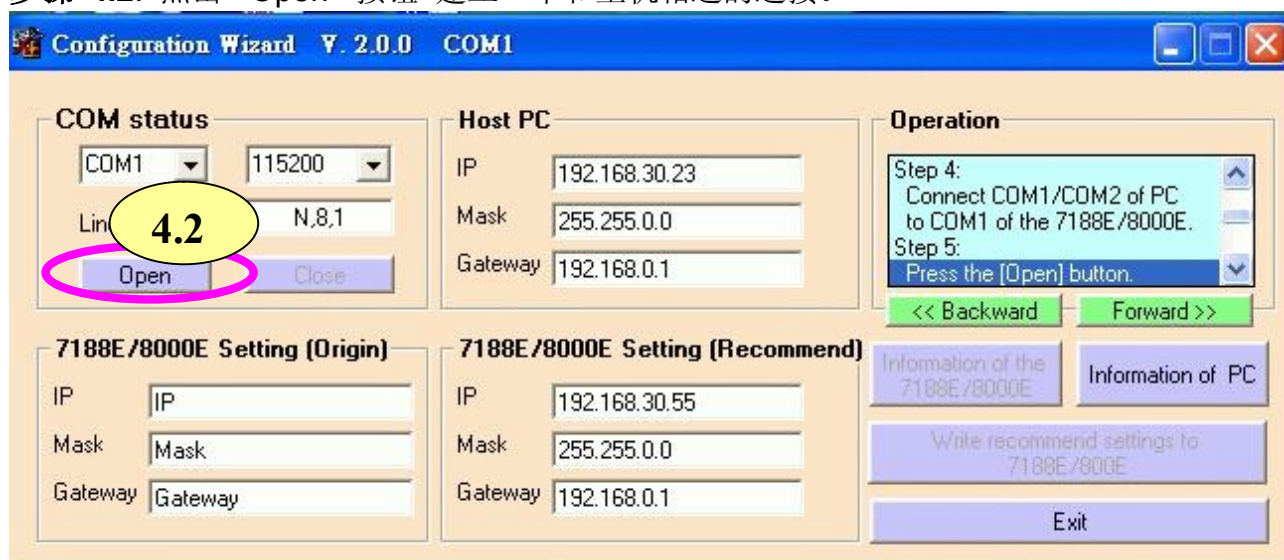 Configuration Wizard V. 2.0.0 COM1
COM status
COM1 115200
4.2
N,8,1
Open Close
Host PC
IP 192.168.30.23
Mask 255.255.0.0
Gateway 192.168.0.1
Operation
Step 4:
Connect COM1/COM2 of PC
to COM1 of the 7188E/8000E.
Step 5:
Press the [Open] button.
<< Backward Forward >>
7188E/8000E Setting (Origin)
IP IP
Mask Mask
Gateway Gateway
7188E/8000E Setting (Recommend)
IP 192.168.30.55
Mask 255.255.0.0
Gateway 192.168.0.1
Information of the
7188E/8000E
Information of PC
Write recommend settings to
7188E/800E
Exit